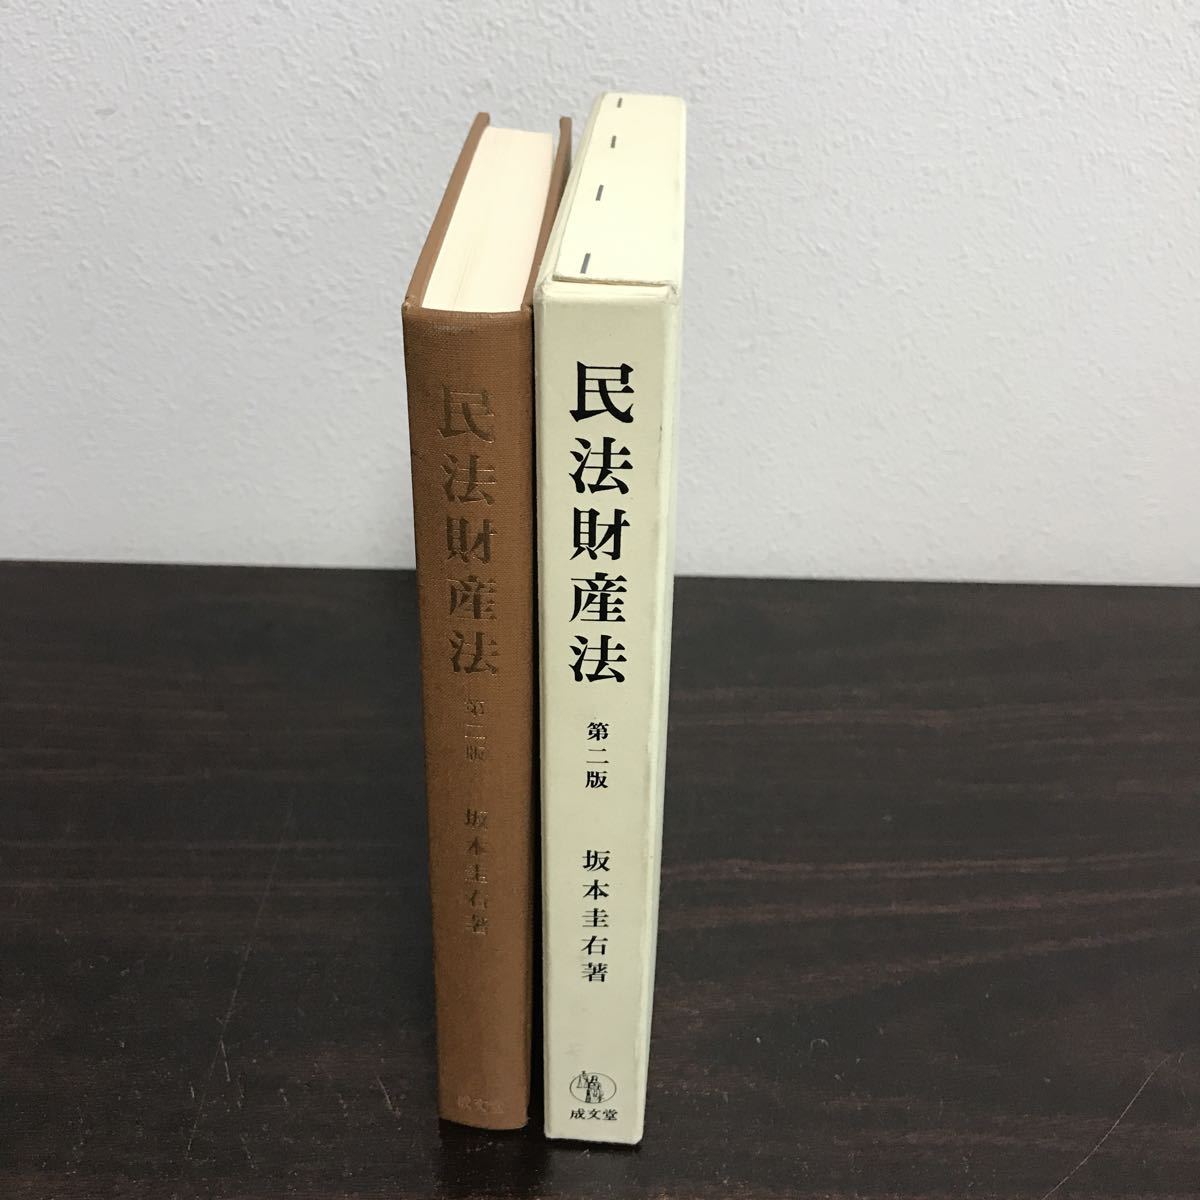 民法財産法
第二版
坂本圭右著
成文堂
民法財産法
第二版
坂本圭右著
成文堂